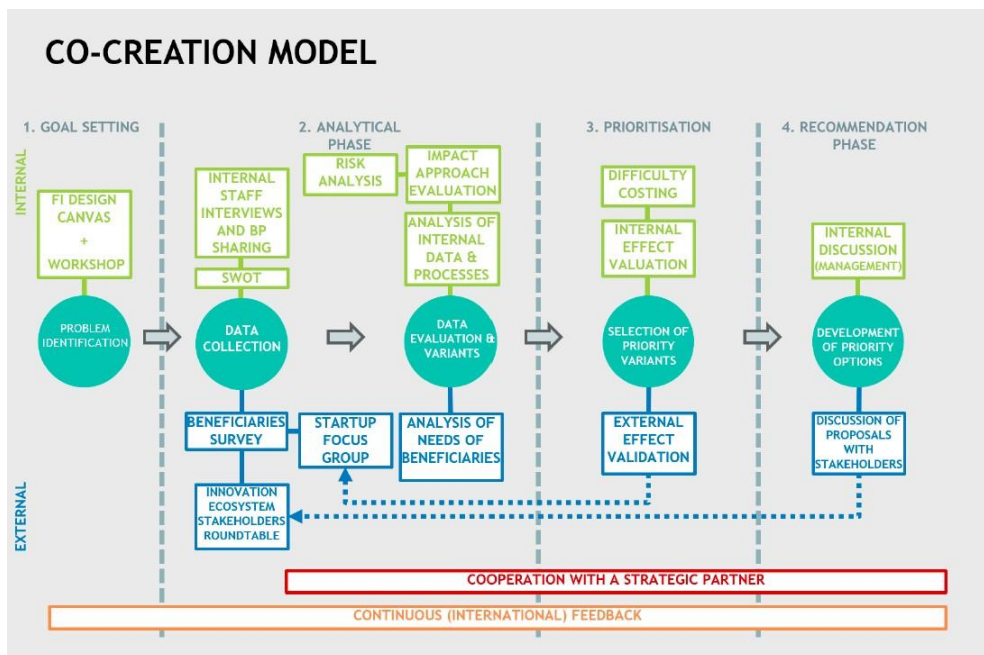 CO-CREATION MODEL
1. GOAL SETTING
2. ANALYTICAL
PHASE
3. PRIORITISATION
4. RECOMMENDATION
PHASE
INTERNAL
FI DESIGN
CANVAS
+
WORKSHOP
INTERNAL
STAFF
INTERVIEWS
AND BP
SHARING
SWOT
RISK
ANALYSIS
IMPACT
APPROACH
EVALUATION
ANALYSIS OF
INTERNAL
DATA &
PROCESSES
DIFFICULTY
COSTING
INTERNAL
EFFECT
VALUATION
INTERNAL
DISCUSSION
(MANAGEMENT)
PROBLEM
IDENTIFICATION
DATA
COLLECTION
DATA
EVALUATION &
VARIANTS
SELECTION OF
PRIORITY
VARIANTS
DEVELOPMENT
OF PRIORITY
OPTIONS
EXTERNAL
BENEFICIARIES
SURVEY
STARTUP
FOCUS
GROUP
ANALYSIS OF
NEEDS OF
BENEFICIARIES
EXTERNAL
EFFECT
VALIDATION
DISCUSSION OF
PROPOSALS
WITH
STAKEHOLDERS
INNOVATION
ECOSYSTEM
STAKEHOLDERS
ROUNDTABLE
COOPERATION WITH A STRATEGIC PARTNER
CONTINUOUS (INTERNATIONAL) FEEDBACK